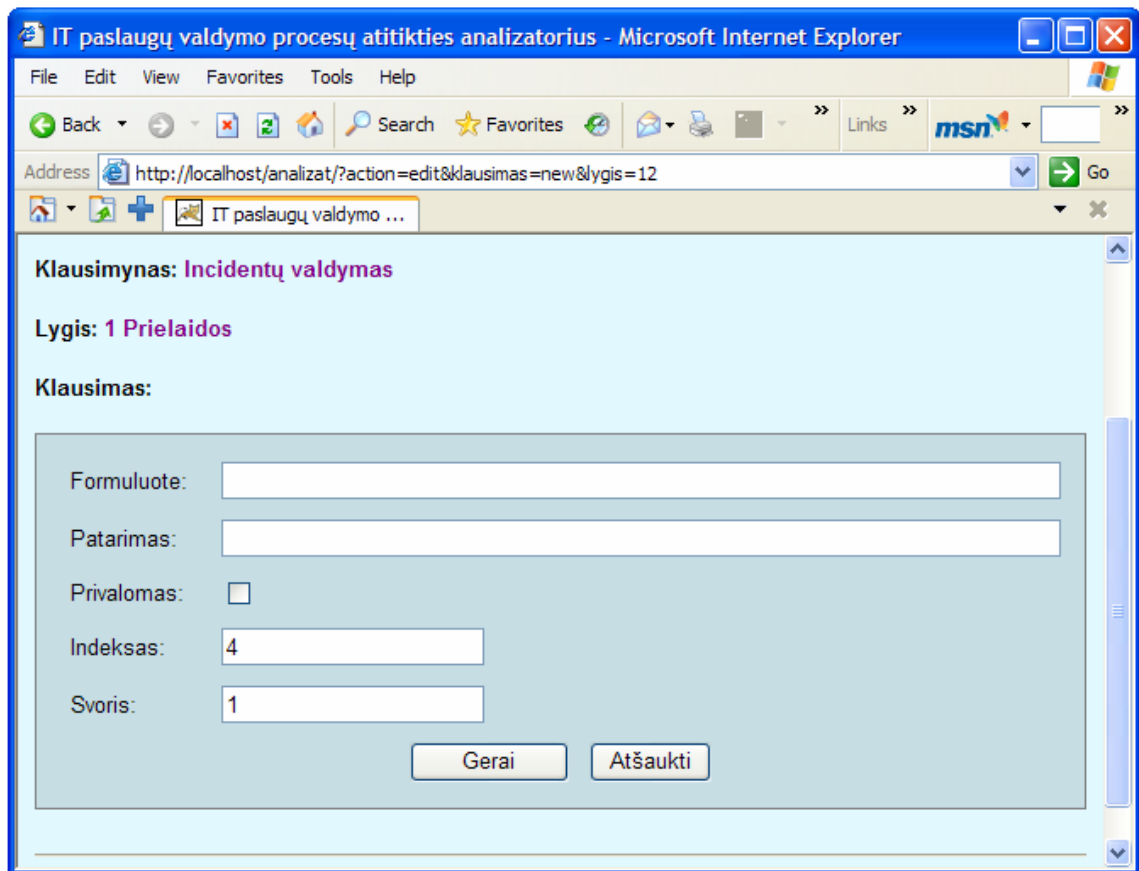 IT paslaugų valdymo procesų atitikties analizatorius - Microsoft Internet Explorer
File Edit View Favorites Tools Help
Back Search Favorites » Links » msn »
Address http://localhost/analizat/?action=edit&klausimas=new&lygis=12 Go
IT paslaugų valdymo ...
Klausimynas: Incidentų valdymas
Lygis: 1 Prielaidos
Klausimas:
Formuluote:
Patarimas:
Privalomas:
Indeksas: 4
Svoris: 1
Gerai Atšaukti